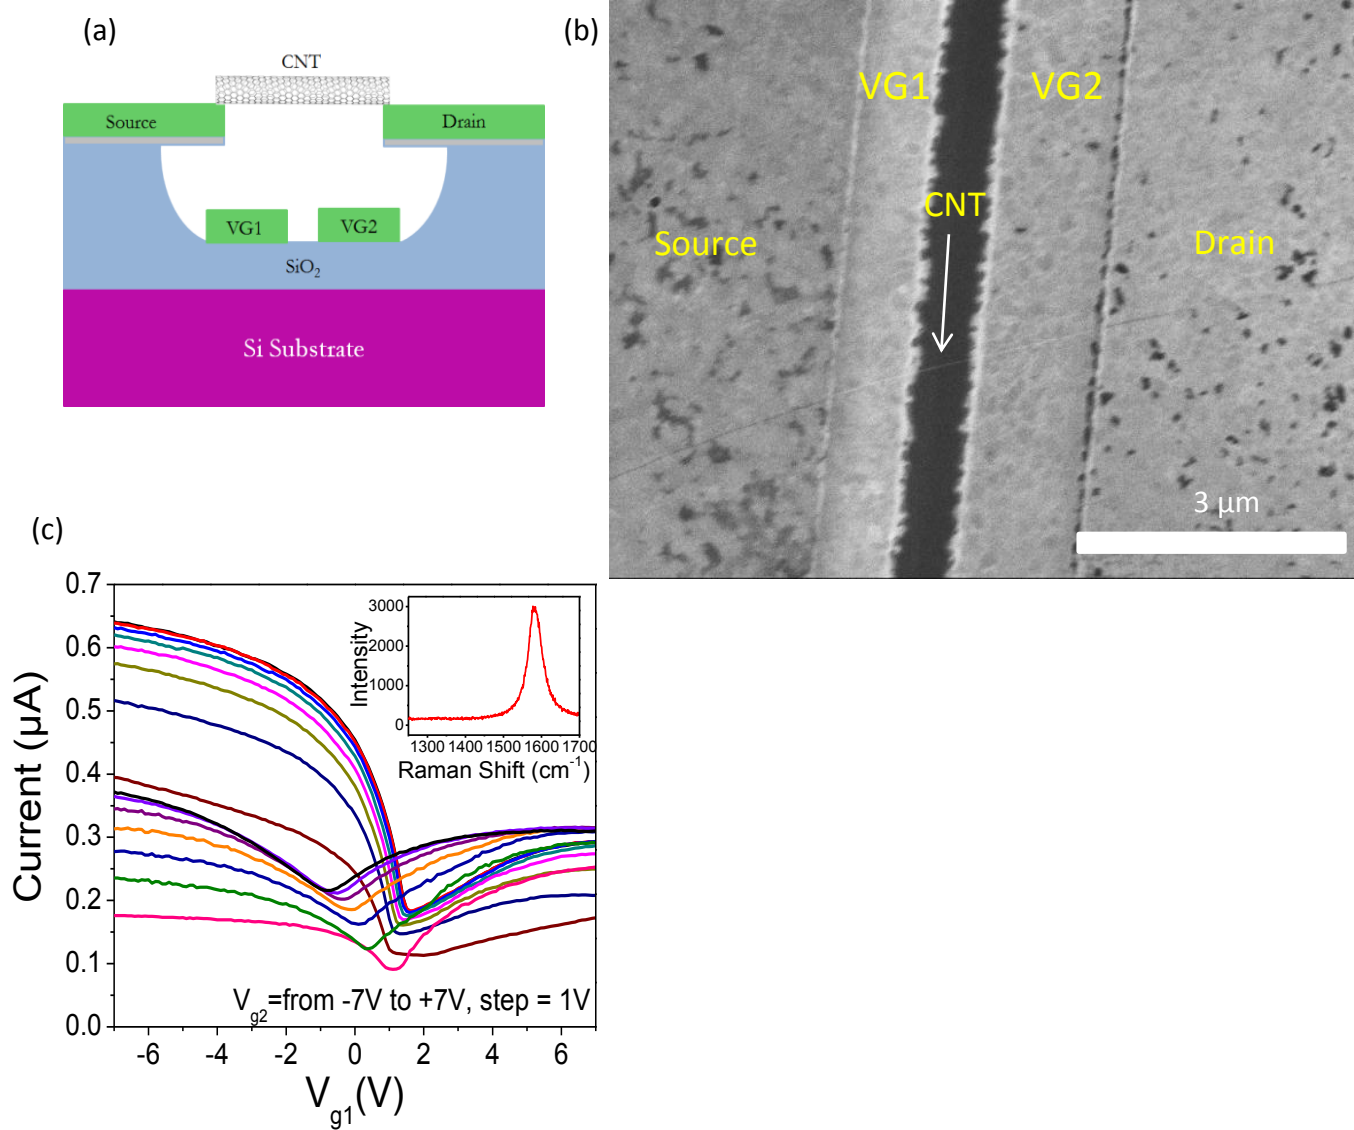 (a)
CNT
Source
Drain
VG1
VG2
SiO₂
Si Substrate
(b)
VG1
VG2
CNT
Source
Drain
3 μm
(c)
Current (μA)
0.7
0.6
0.5
0.4
0.3
0.2
0.1
0.0
-6
-4
-2
0
2
4
6
V_g1(V)
V_g2=from -7V to +7V, step = 1V
Intensity
3000
2000
1000
0
1300 1400 1500 1600 1700
Raman Shift (cm⁻¹)